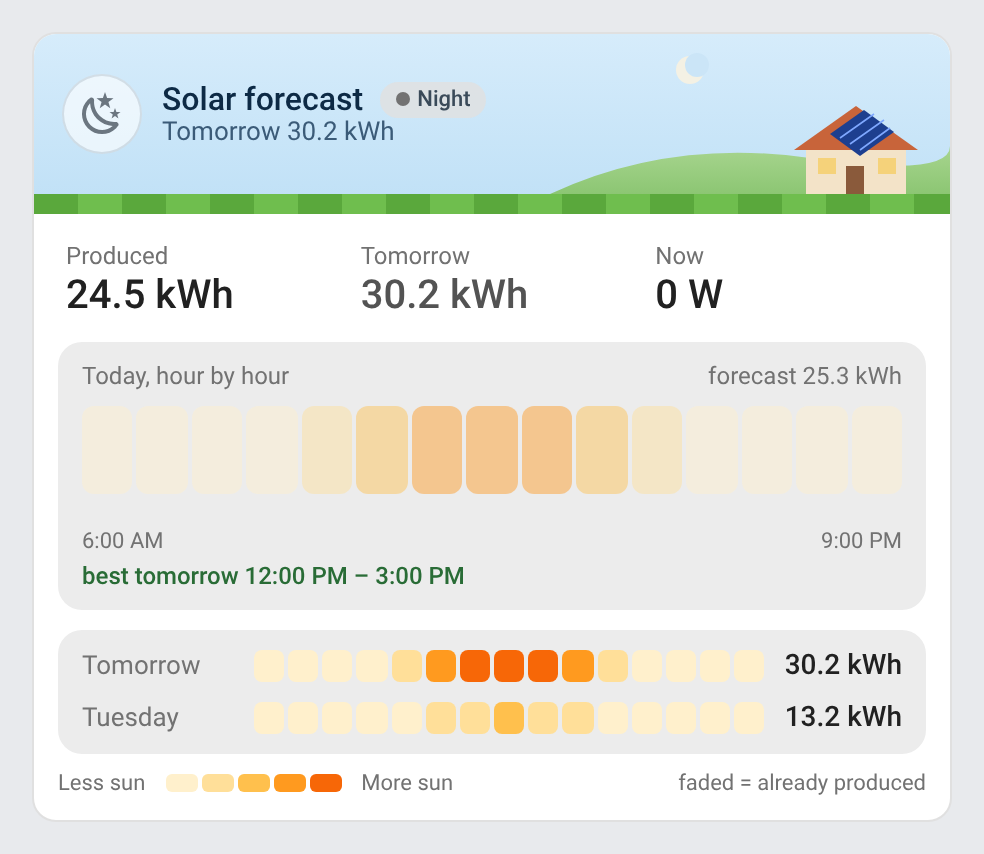 Solar forecast
Night
Tomorrow 30.2 kWh
Produced
24.5 kWh
Tomorrow
30.2 kWh
Now
0 W
Today, hour by hour
forecast 25.3 kWh
6:00 AM
9:00 PM
best tomorrow 12:00 PM – 3:00 PM
Tomorrow
30.2 kWh
Tuesday
13.2 kWh
Less sun
More sun
faded = already produced